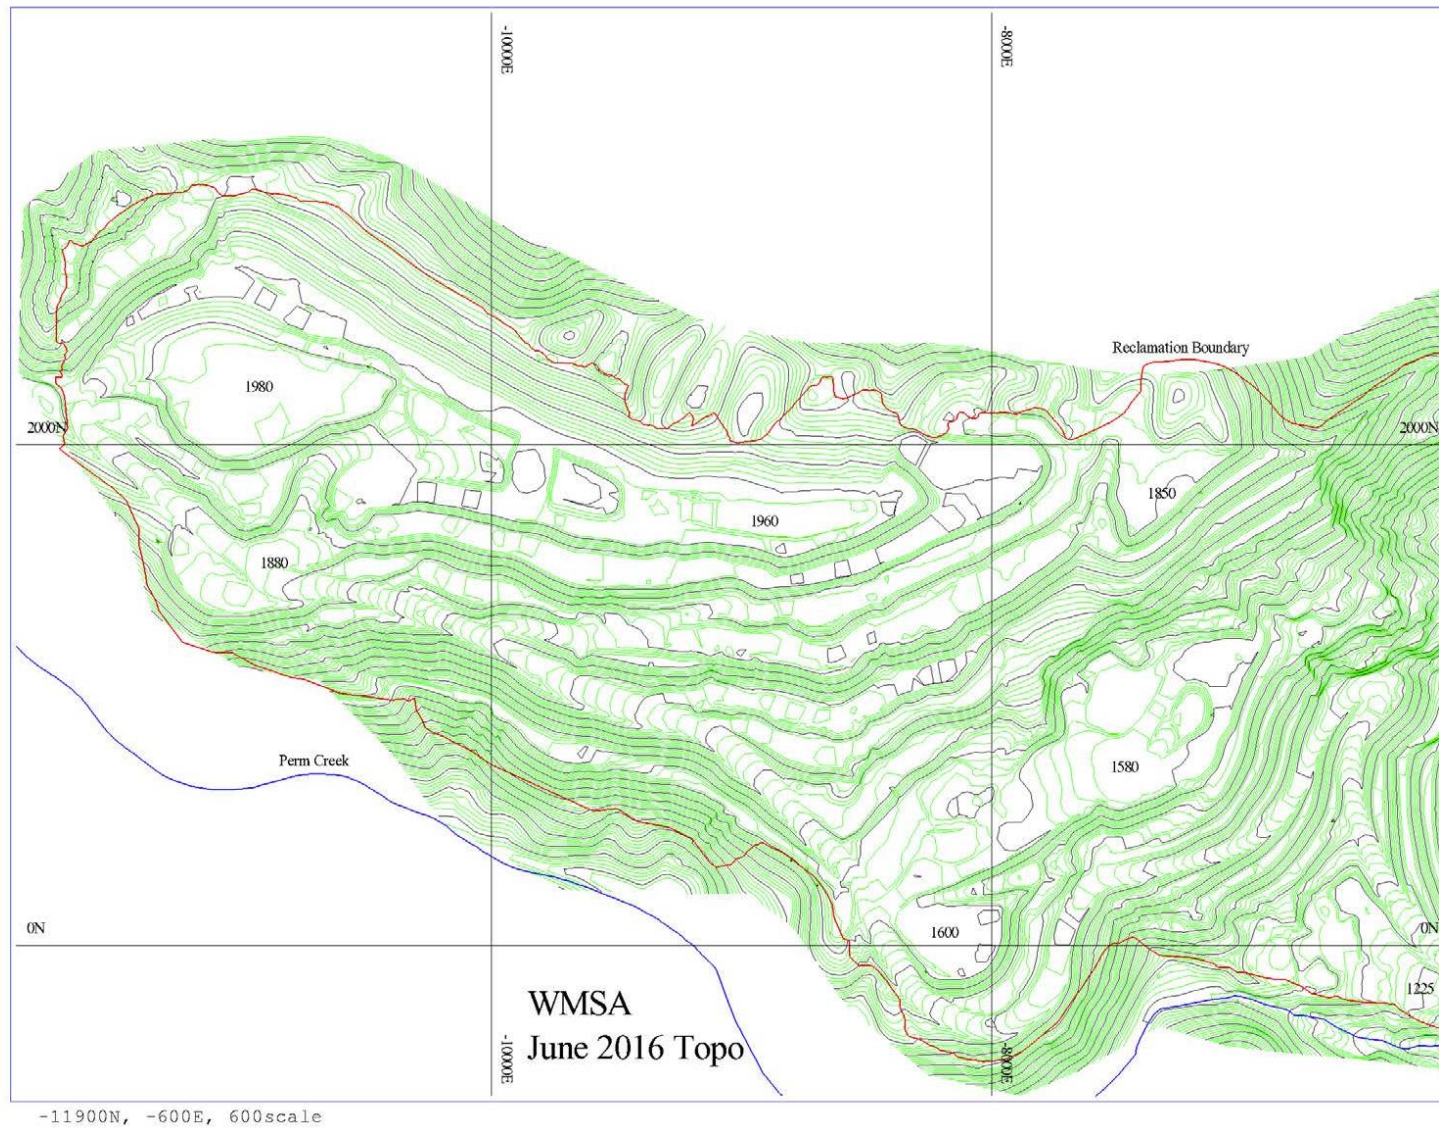 -10000E
-8000E
Reclamation Boundary
1980
2000N
2000N
1850
1960
1880
Perm Creek
1580
0N
1600
0N
1225
WMSA
June 2016 Topo
-10000E
-8000E
-11900N, -600E, 600scale